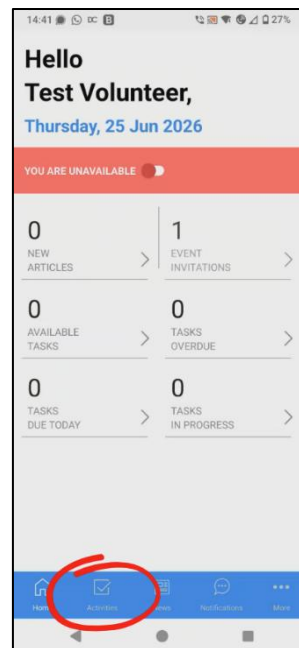 14:41 27%
Hello
Test Volunteer,
Thursday, 25 Jun 2026
YOU ARE UNAVAILABLE
0
NEW
ARTICLES
1
EVENT
INVITATIONS
0
AVAILABLE
TASKS
0
TASKS
OVERDUE
0
TASKS
DUE TODAY
0
TASKS
IN PROGRESS
Home Activities News Notifications More